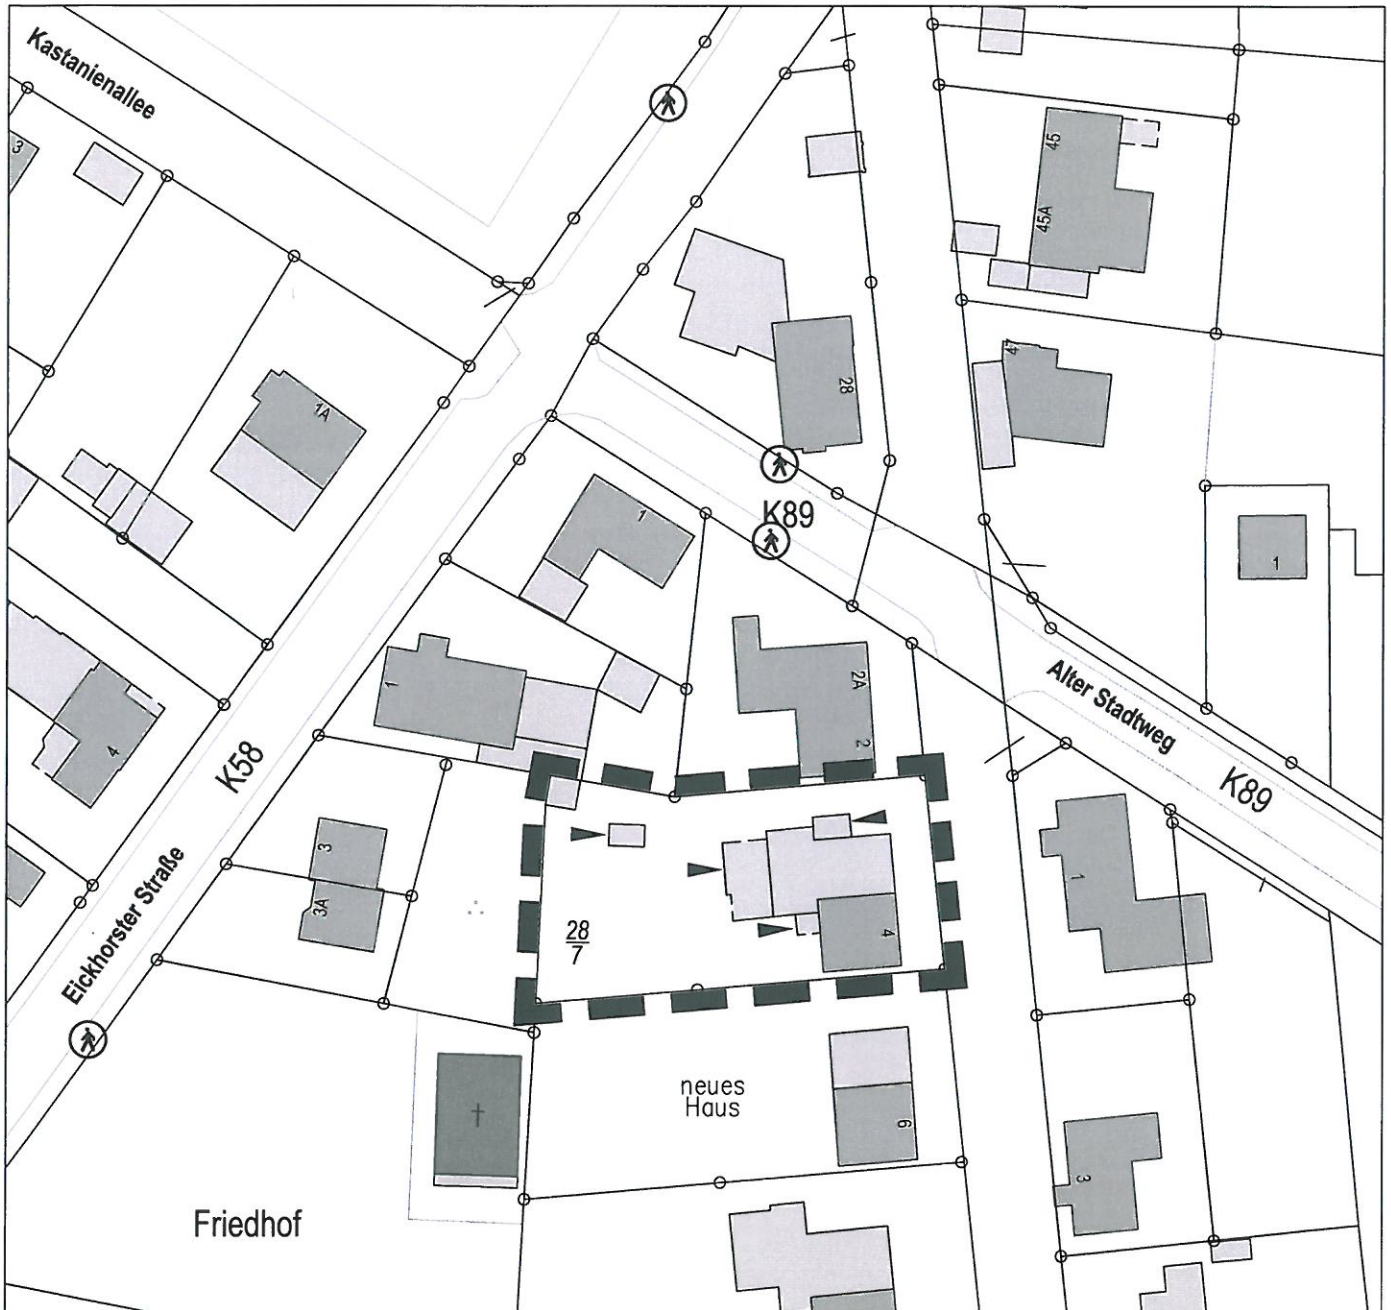 Kastanienallee
3
45
45A
1A
28
47
K89
1
1
1
2A
2
Alter Stadtweg
K89
4
K58
3
3A
Eickhorster Straße
28
7
4
1
neues
Haus
6
3
Friedhof